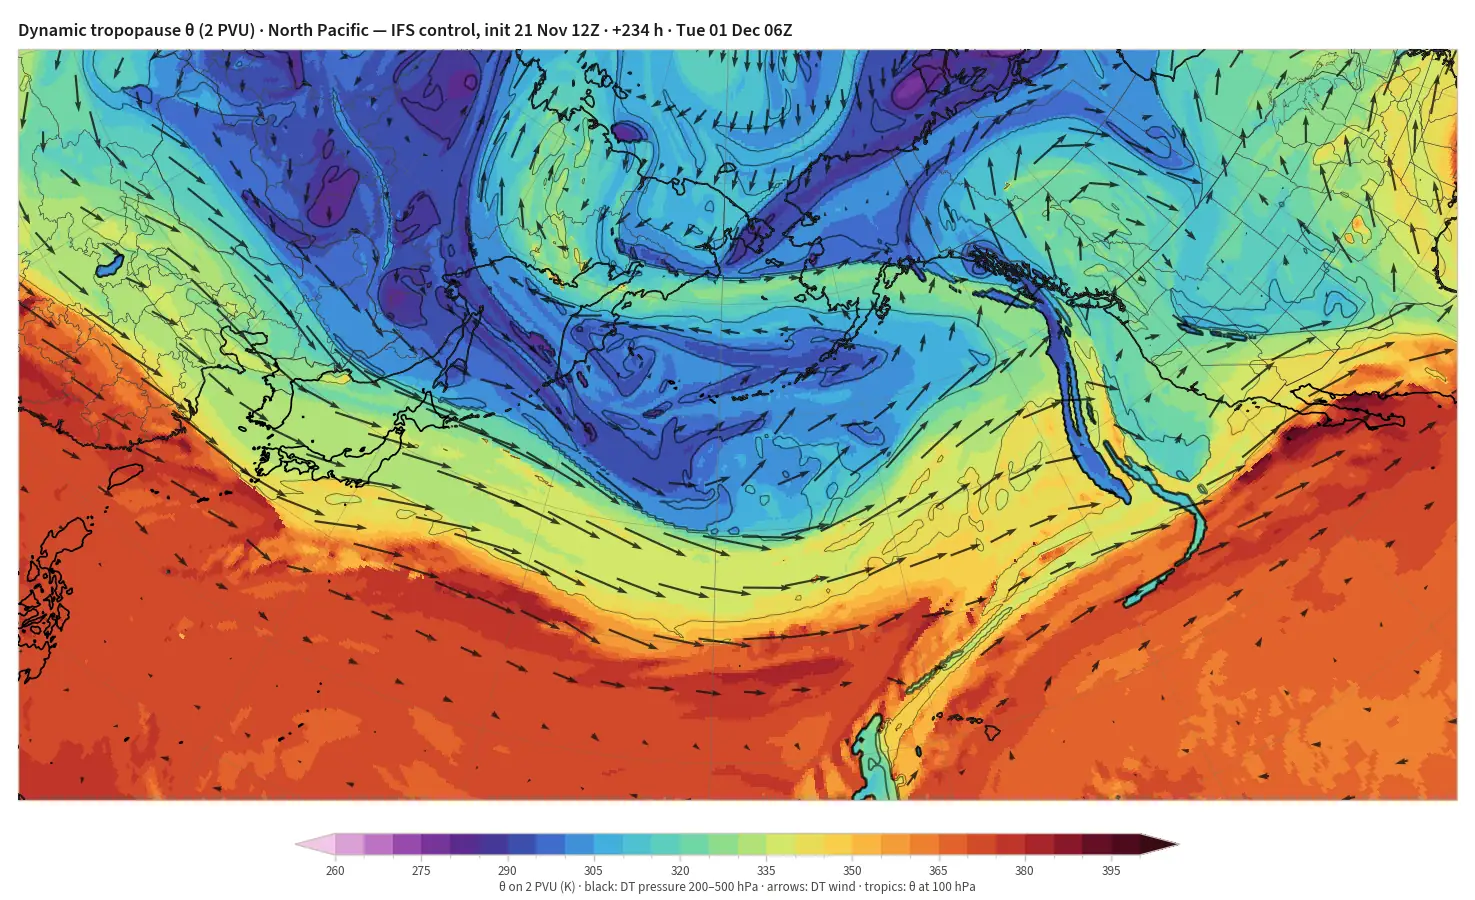 Dynamic tropopause θ (2 PVU) · North Pacific — IFS control, init 21 Nov 12Z · +234 h · Tue 01 Dec 06Z
260 275 290 305 320 335 350 365 380 395
θ on 2 PVU (K) · black: DT pressure 200–500 hPa · arrows: DT wind · tropics: θ at 100 hPa